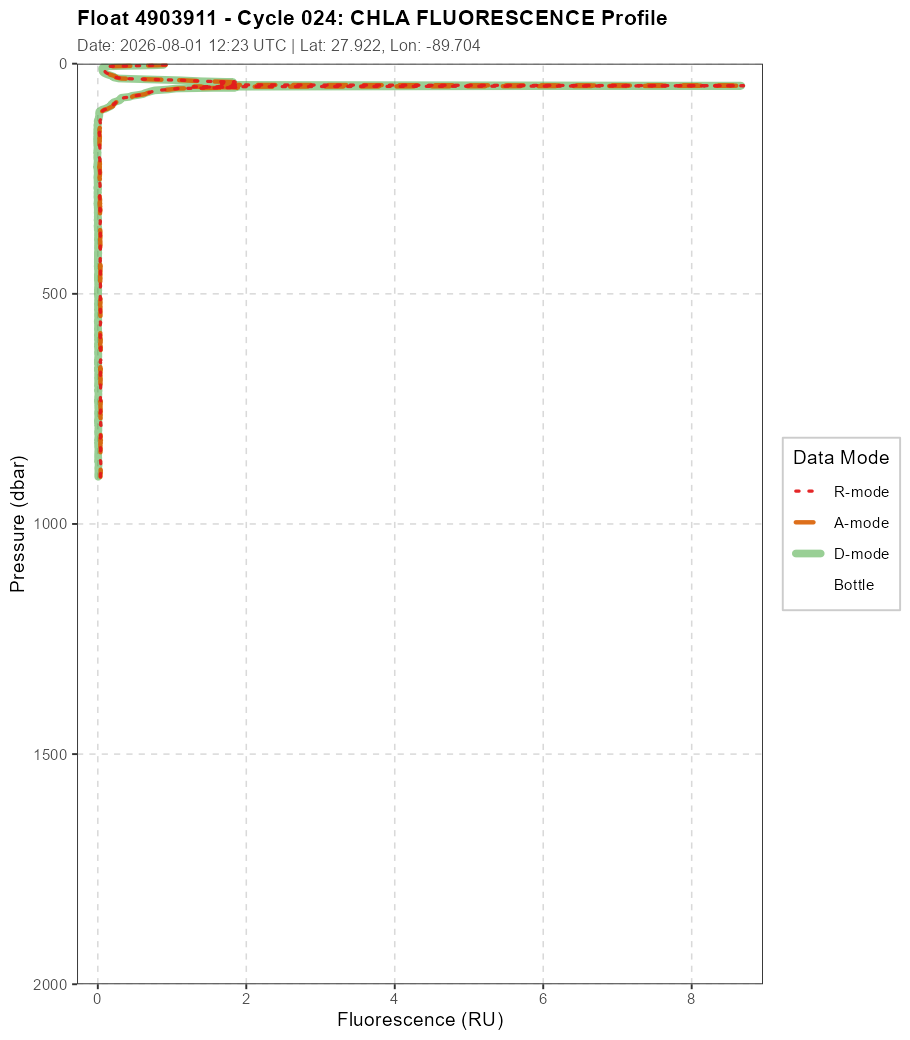 Float 4903911 - Cycle 024: CHLA FLUORESCENCE Profile
Date: 2026-08-01 12:23 UTC | Lat: 27.922, Lon: -89.704
0
500
1000
1500
2000
Pressure (dbar)
0 2 4 6 8
Fluorescence (RU)
Data Mode
R-mode
A-mode
D-mode
Bottle